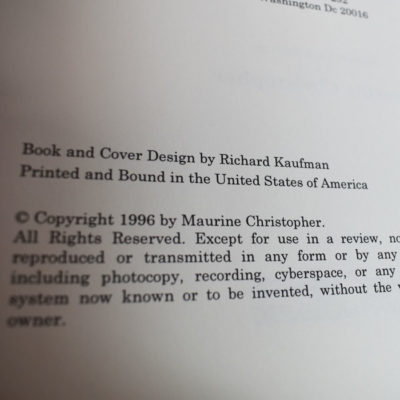 Washington Dc 20016
Book and Cover Design by Richard Kaufman
Printed and Bound in the United States of America
© Copyright 1996 by Maurine Christopher.
All Rights Reserved. Except for use in a review, no
reproduced or transmitted in any form or by any
including photocopy, recording, cyberspace, or any
system now known or to be invented, without the
owner.